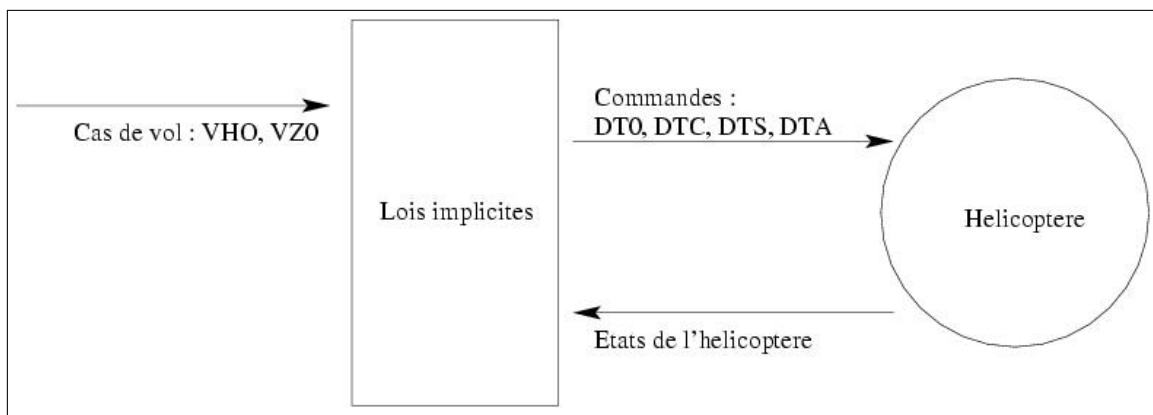 Cas de vol : VHO, VZ0
Lois implicites
Commandes :
DT0, DTC, DTS, DTA
Helicoptere
Etats de l'helicoptere